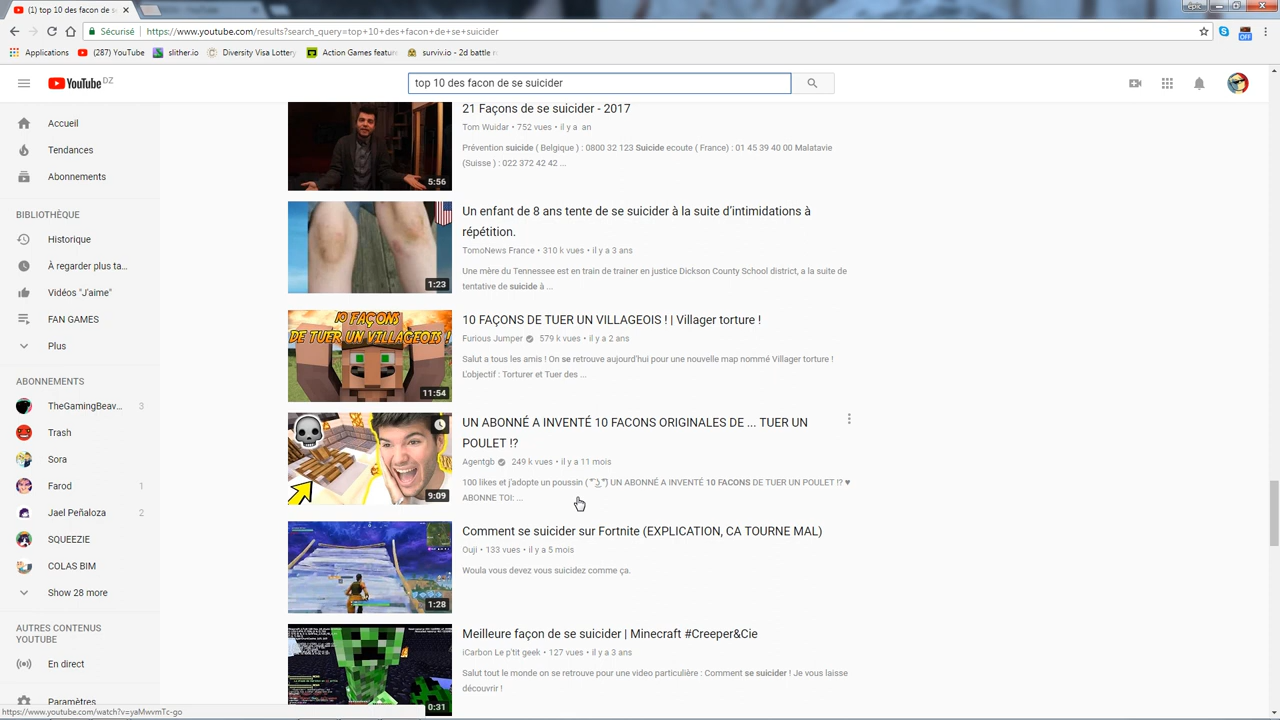 (1) top 10 des facon de s
epic
Sécurisé
https://www.youtube.com/results?search_query=top+10+des+facon+de+se+suicider
OFF
Applications
(287) YouTube
slither.io
Diversity Visa Lottery
Action Games featur
surviv.io - 2d battle r
YouTube DZ
top 10 des facon de se suicider
Accueil
Tendances
Abonnements
BIBLIOTHÈQUE
Historique
À regarder plus ta...
Vidéos "J'aime"
FAN GAMES
Plus
ABONNEMENTS
TheGamingBeav... 3
Trash
Sora
Farod 1
Jael Peñaloza 2
SQUEEZIE
COLAS BIM
Show 28 more
AUTRES CONTENUS
YOUTUBE
En direct
Paramètres
21 Façons de se suicider - 2017
Tom Wuidar • 752 vues • il y a an
Prévention suicide ( Belgique ) : 0800 32 123 Suicide ecoute ( France) : 01 45 39 40 00 Malatavie
(Suisse ) : 022 372 42 42 ...
5:56
Un enfant de 8 ans tente de se suicider à la suite d'intimidations à
répétition.
TomoNews France • 310 k vues • il y a 3 ans
Une mère du Tennessee est en train de trainer en justice Dickson County School district, a la suite de
tentative de suicide à ...
1:23
10 FAÇONS
DE TUER UN VILLAGEOIS !
11:54
10 FAÇONS DE TUER UN VILLAGEOIS ! | Villager torture !
Furious Jumper 579 k vues • il y a 2 ans
Salut a tous les amis ! On se retrouve aujourd'hui pour une nouvelle map nommé Villager torture !
L'objectif : Torturer et Tuer des ...
9:09
UN ABONNÉ A INVENTÉ 10 FACONS ORIGINALES DE ... TUER UN
POULET !?
Agentgb 249 k vues • il y a 11 mois
100 likes et j'adopte un poussin ( ͡° ͜ʖ ͡°) UN ABONNÉ A INVENTÉ 10 FACONS DE TUER UN POULET !? ♥
ABONNE TOI: ...
1:28
Comment se suicider sur Fortnite (EXPLICATION, CA TOURNE MAL)
Ouji • 133 vues • il y a 5 mois
Woula vous devez vous suicidez comme ça.
0:31
Meilleure façon de se suicider | Minecraft #Creeper&Cie
iCarbon Le p'tit geek • 127 vues • il y a 3 ans
Salut tout le monde on se retrouve pour une video particulière : Comment se suicider ! Je vous laisse
découvrir !
https://www.youtube.com/watch?v=yaMwvmTc-go